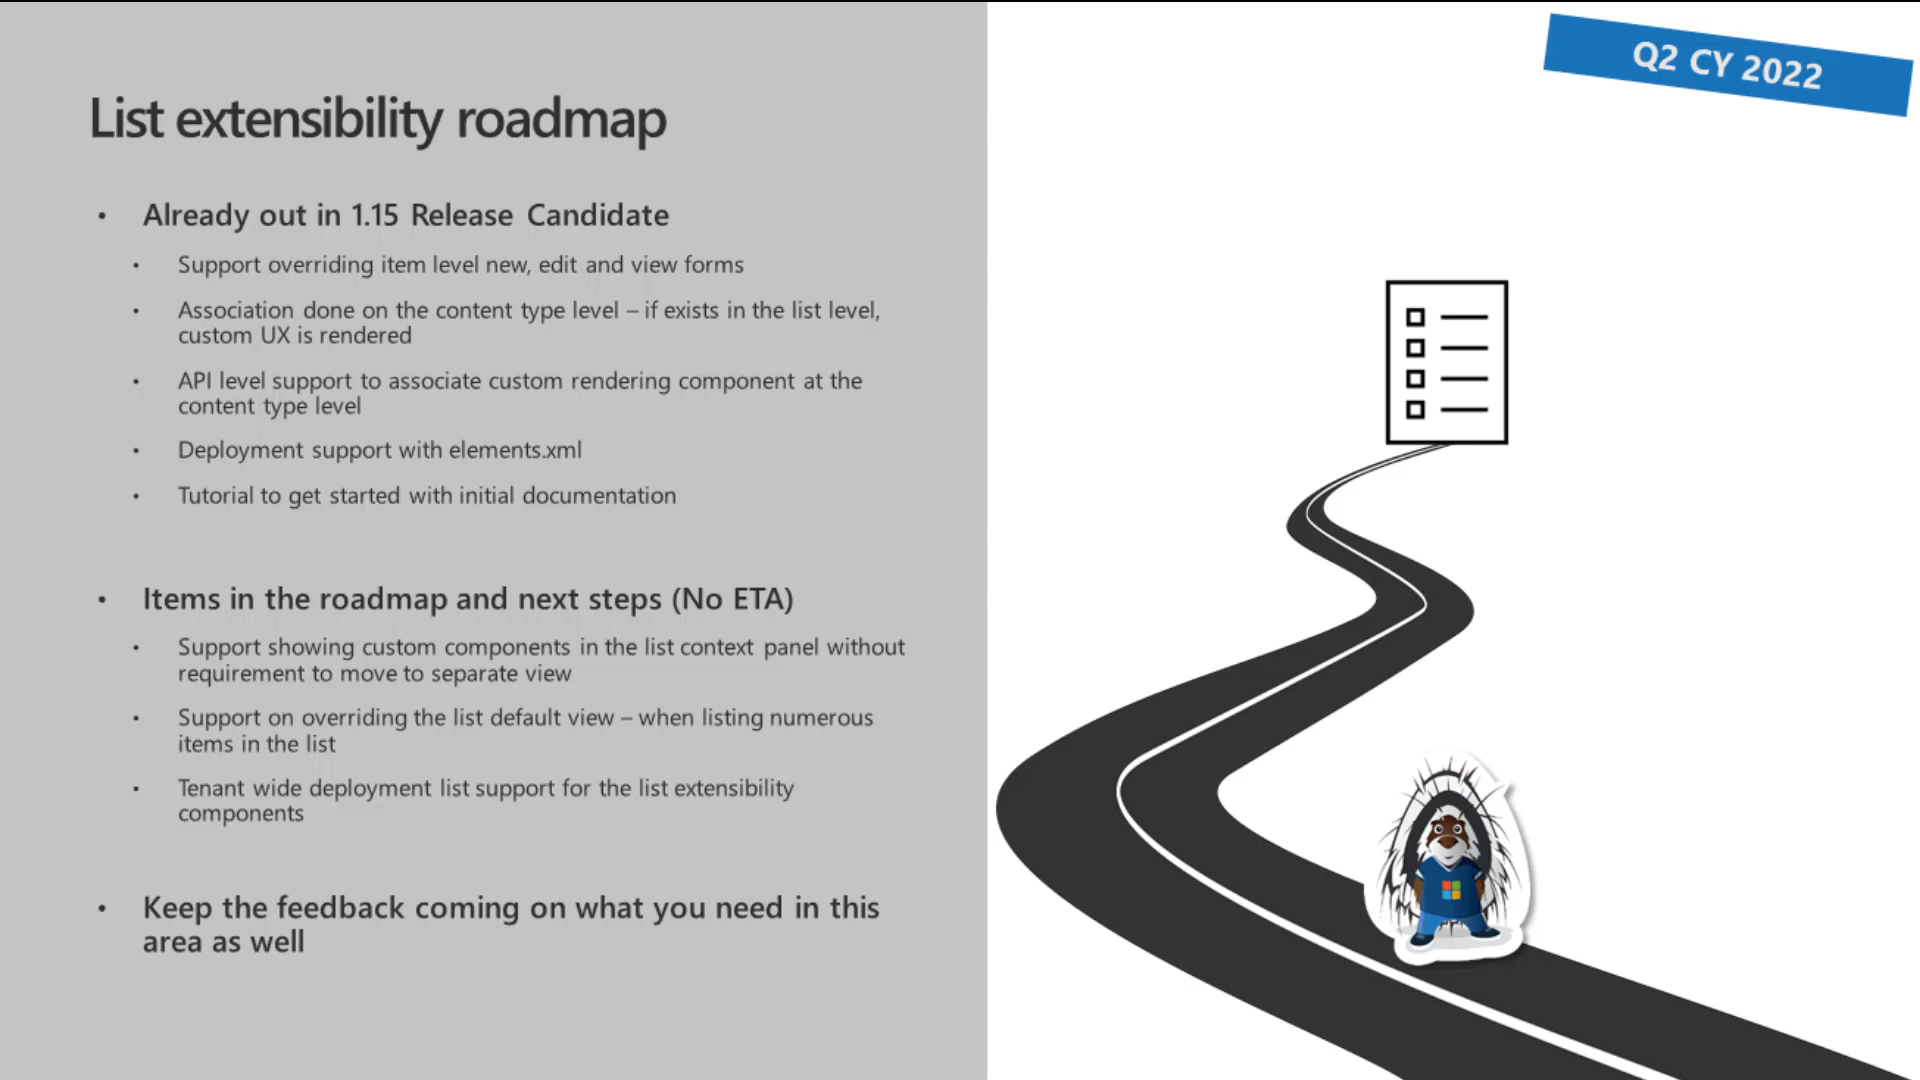 Q2 CY 2022
List extensibility roadmap
• Already out in 1.15 Release Candidate
• Support overriding item level new, edit and view forms
• Association done on the content type level – if exists in the list level,
custom UX is rendered
• API level support to associate custom rendering component at the
content type level
• Deployment support with elements.xml
• Tutorial to get started with initial documentation
• Items in the roadmap and next steps (No ETA)
• Support showing custom components in the list context panel without
requirement to move to separate view
• Support on overriding the list default view – when listing numerous
items in the list
• Tenant wide deployment list support for the list extensibility
components
• Keep the feedback coming on what you need in this
area as well